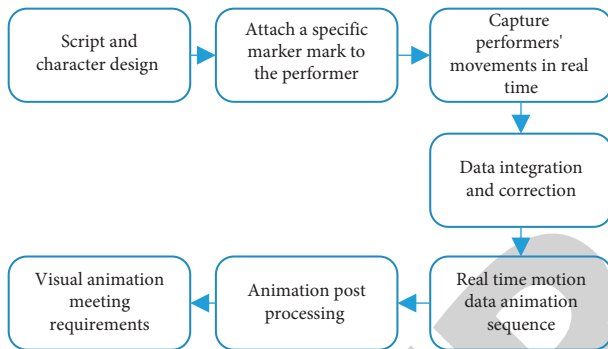 Script and
character design
Attach a specific
marker mark to
the performer
Capture
performers'
movements in real
time
Data integration
and correction
Real time motion
data animation
sequence
Animation post
processing
Visual animation
meeting
requirements